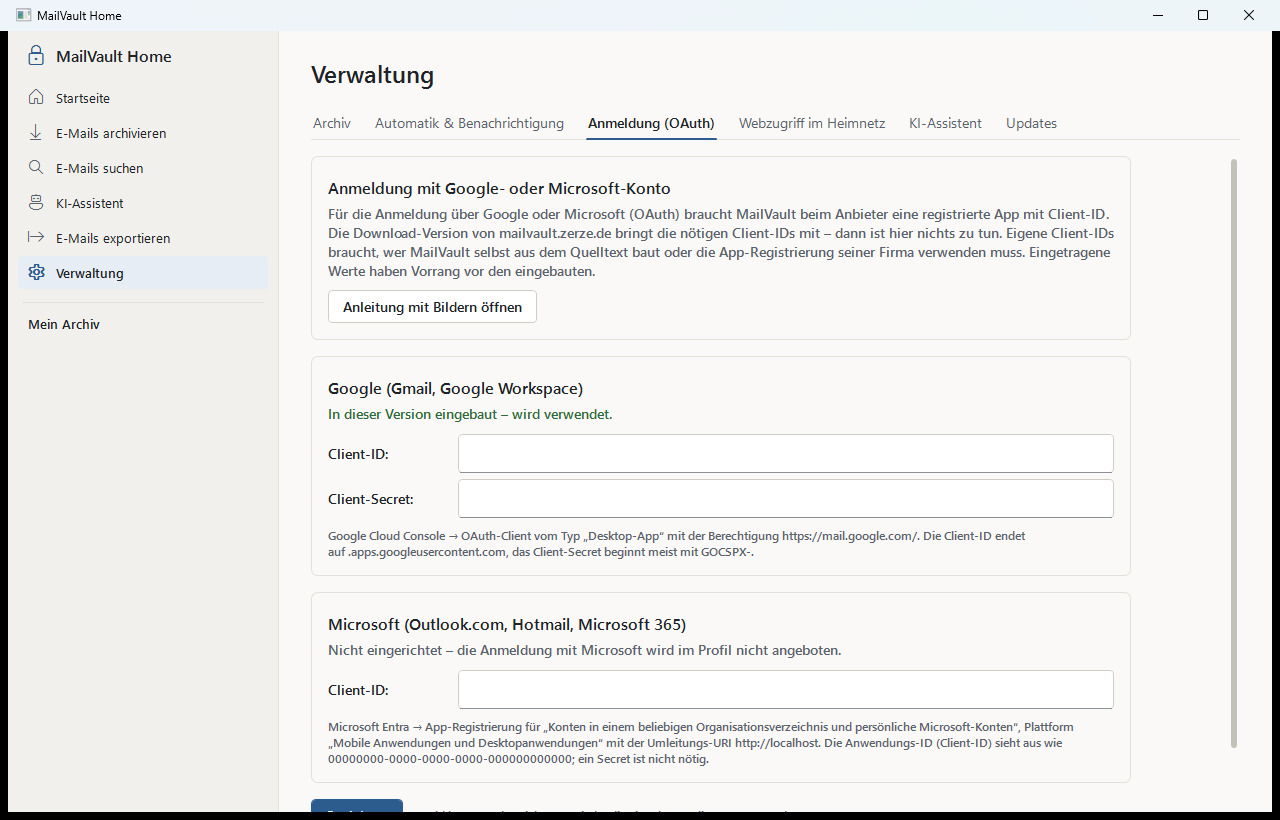 MailVault Home
MailVault Home
Startseite
E-Mails archivieren
E-Mails suchen
KI-Assistent
E-Mails exportieren
Verwaltung
Mein Archiv
Verwaltung
Archiv
Automatik & Benachrichtigung
Anmeldung (OAuth)
Webzugriff im Heimnetz
KI-Assistent
Updates
Anmeldung mit Google- oder Microsoft-Konto
Für die Anmeldung über Google oder Microsoft (OAuth) braucht MailVault beim Anbieter eine registrierte App mit Client-ID.
Die Download-Version von mailvault.zerze.de bringt die nötigen Client-IDs mit – dann ist hier nichts zu tun. Eigene Client-IDs
braucht, wer MailVault selbst aus dem Quelltext baut oder die App-Registrierung seiner Firma verwenden muss. Eingetragene
Werte haben Vorrang vor den eingebauten.
Anleitung mit Bildern öffnen
Google (Gmail, Google Workspace)
In dieser Version eingebaut – wird verwendet.
Client-ID:
Client-Secret:
Google Cloud Console → OAuth-Client vom Typ „Desktop-App“ mit der Berechtigung https://mail.google.com/. Die Client-ID endet
auf .apps.googleusercontent.com, das Client-Secret beginnt meist mit GOCSPX-.
Microsoft (Outlook.com, Hotmail, Microsoft 365)
Nicht eingerichtet – die Anmeldung mit Microsoft wird im Profil nicht angeboten.
Client-ID:
Microsoft Entra → App-Registrierung für „Konten in einem beliebigen Organisationsverzeichnis und persönliche Microsoft-Konten“, Plattform
„Mobile Anwendungen und Desktopanwendungen“ mit der Umleitungs-URI http://localhost. Die Anwendungs-ID (Client-ID) sieht aus wie
00000000-0000-0000-0000-000000000000; ein Secret ist nicht nötig.